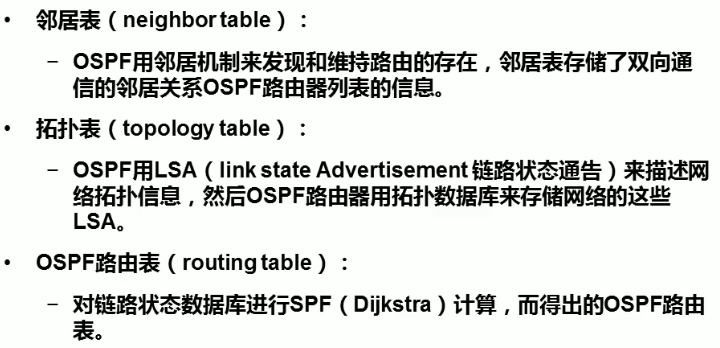 • 邻居表（neighbor table）：
– OSPF用邻居机制来发现和维持路由的存在，邻居表存储了双向通
信的邻居关系OSPF路由器列表的信息。
• 拓扑表（topology table）：
– OSPF用LSA（link state Advertisement 链路状态通告）来描述网
络拓扑信息，然后OSPF路由器用拓扑数据库来存储网络的这些
LSA。
• OSPF路由表（routing table）：
– 对链路状态数据库进行SPF（Dijkstra）计算，而得出的OSPF路由
表。